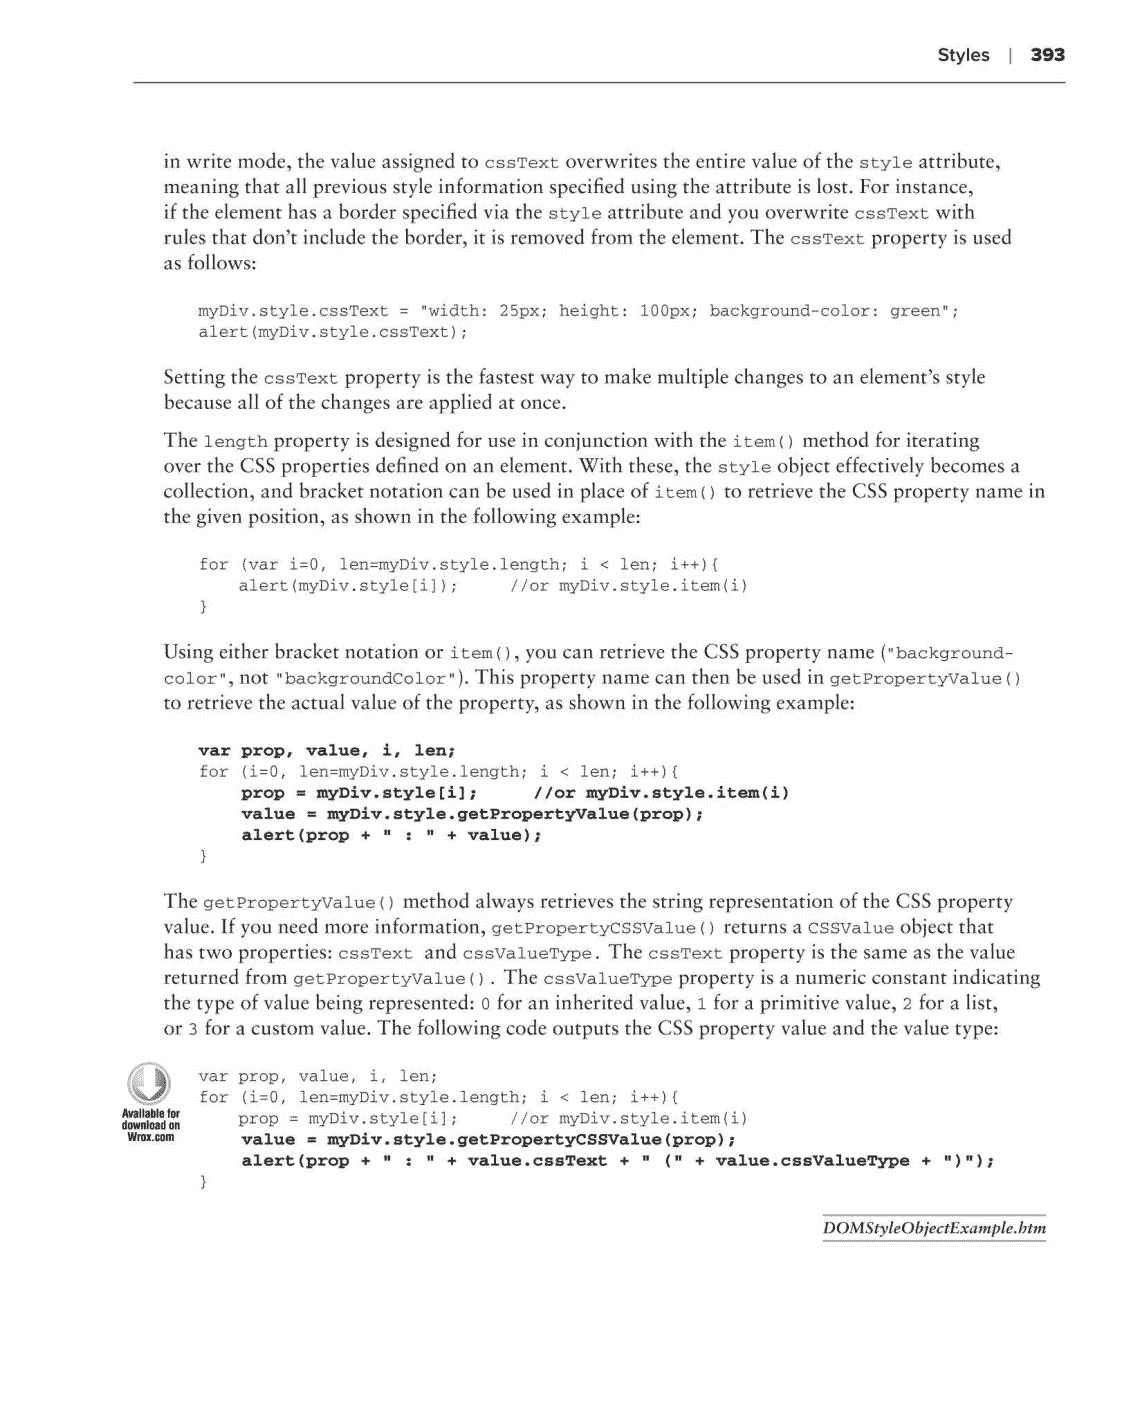 Styles | 393
in write mode, the value assigned to cssText overwrites the entire value of the style attribute,
meaning that all previous style information specified using the attribute is lost. For instance,
if the element has a border specified via the style attribute and you overwrite cssText with
rules that don’t include the border, it is removed from the element. The cssText property is used
as follows:
myDiv.style.cssText = "width: 25px; height: 100px; background-color: green";
alert(myDiv.style.cssText);
Setting the cssText property is the fastest way to make multiple changes to an element’s style
because all of the changes are applied at once.
The length property is designed for use in conjunction with the item() method for iterating
over the CSS properties defined on an element. With these, the style object effectively becomes a
collection, and bracket notation can be used in place of item() to retrieve the CSS property name in
the given position, as shown in the following example:
for (var i=0, len=myDiv.style.length; i < len; i++){
    alert(myDiv.style[i]);     //or myDiv.style.item(i)
}
Using either bracket notation or item(), you can retrieve the CSS property name ("background-
color", not "backgroundColor"). This property name can then be used in getPropertyValue()
to retrieve the actual value of the property, as shown in the following example:
var prop, value, i, len;
for (i=0, len=myDiv.style.length; i < len; i++){
    prop = myDiv.style[i];     //or myDiv.style.item(i)
    value = myDiv.style.getPropertyValue(prop);
    alert(prop + " : " + value);
}
The getPropertyValue() method always retrieves the string representation of the CSS property
value. If you need more information, getPropertyCSSValue() returns a CSSValue object that
has two properties: cssText and cssValueType. The cssText property is the same as the value
returned from getPropertyValue(). The cssValueType property is a numeric constant indicating
the type of value being represented: 0 for an inherited value, 1 for a primitive value, 2 for a list,
or 3 for a custom value. The following code outputs the CSS property value and the value type:
Available for
download on
Wrox.com
var prop, value, i, len;
for (i=0, len=myDiv.style.length; i < len; i++){
    prop = myDiv.style[i];     //or myDiv.style.item(i)
    value = myDiv.style.getPropertyCSSValue(prop);
    alert(prop + " : " + value.cssText + " (" + value.cssValueType + ")");
}
DOMStyleObjectExample.htm